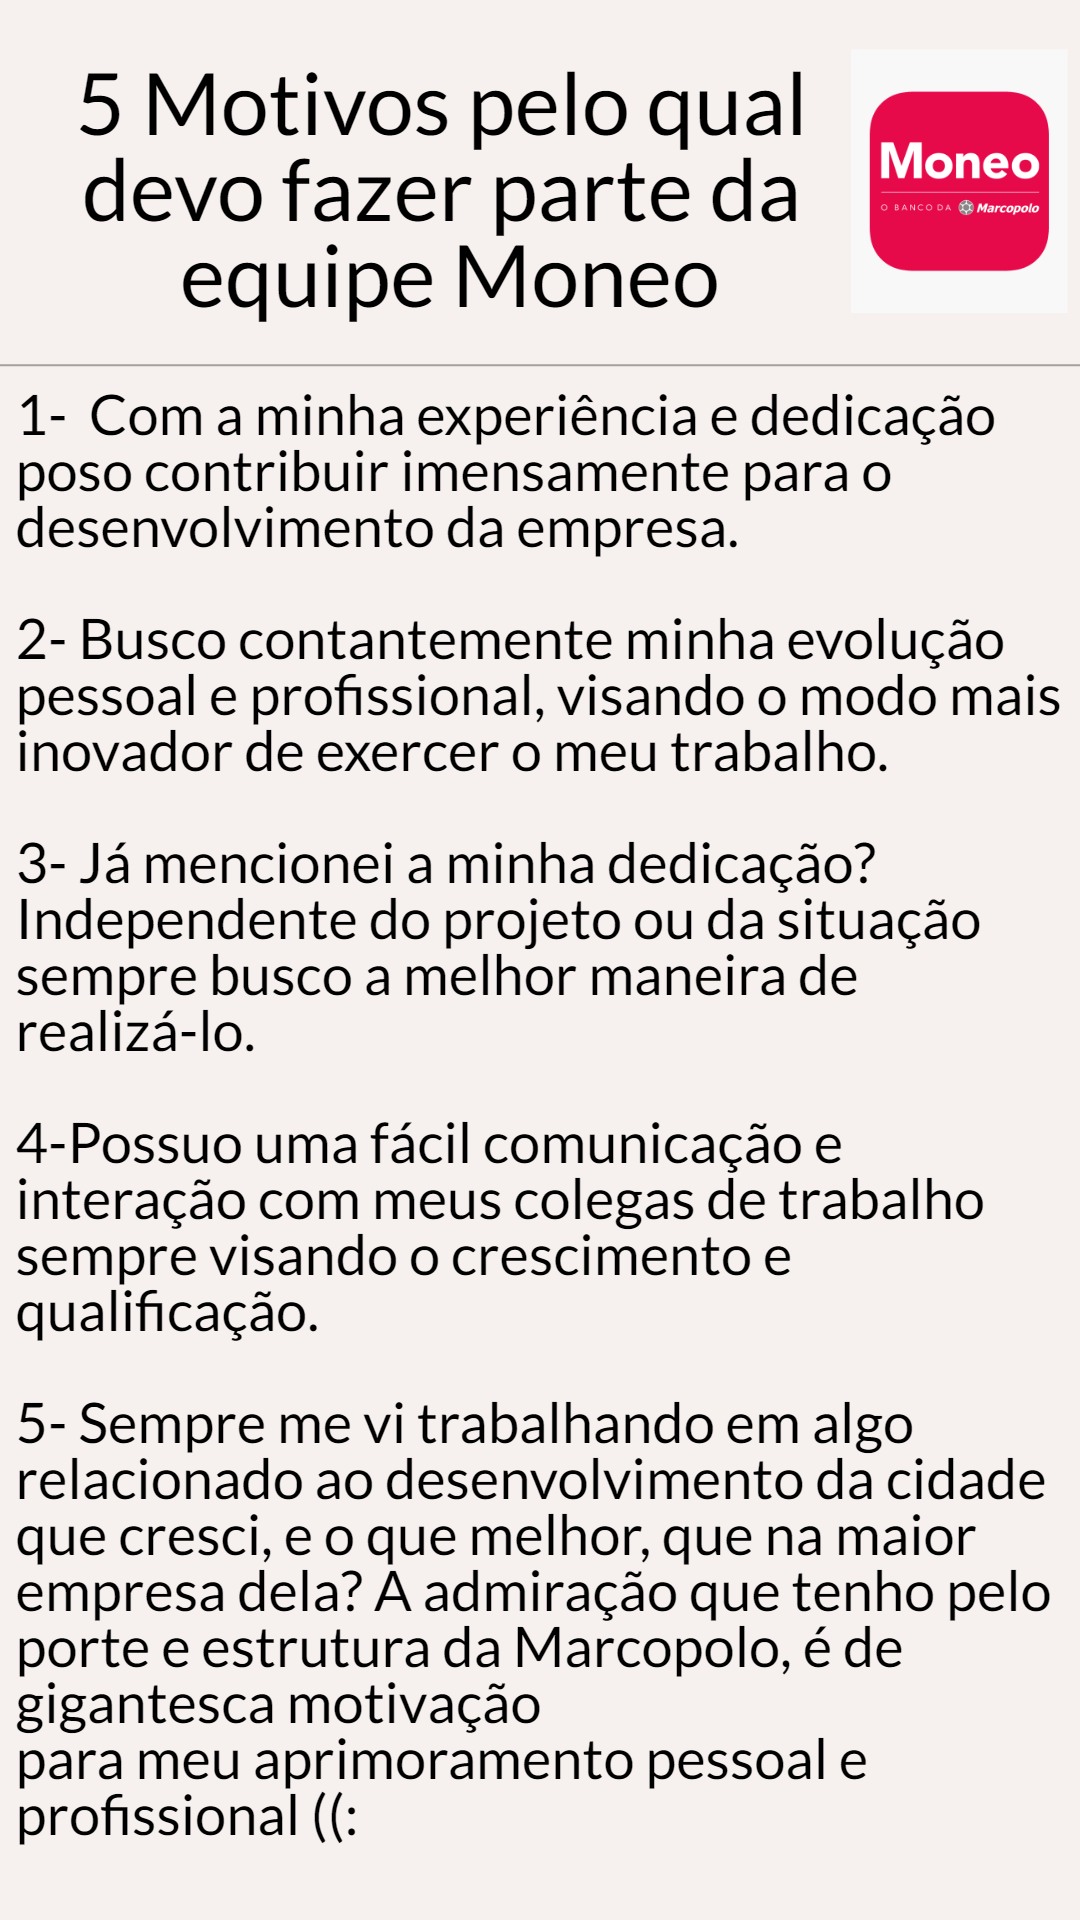 5 Motivos pelo qual
devo fazer parte da
equipe Moneo
Moneo
O BANCO DA Marcopolo
1-  Com a minha experiência e dedicação
poso contribuir imensamente para o
desenvolvimento da empresa.
2- Busco contantemente minha evolução
pessoal e profissional, visando o modo mais
inovador de exercer o meu trabalho.
3- Já mencionei a minha dedicação?
Independente do projeto ou da situação
sempre busco a melhor maneira de
realizá-lo.
4-Possuo uma fácil comunicação e
interação com meus colegas de trabalho
sempre visando o crescimento e
qualificação.
5- Sempre me vi trabalhando em algo
relacionado ao desenvolvimento da cidade
que cresci, e o que melhor, que na maior
empresa dela? A admiração que tenho pelo
porte e estrutura da Marcopolo, é de
gigantesca motivação
para meu aprimoramento pessoal e
profissional ((: